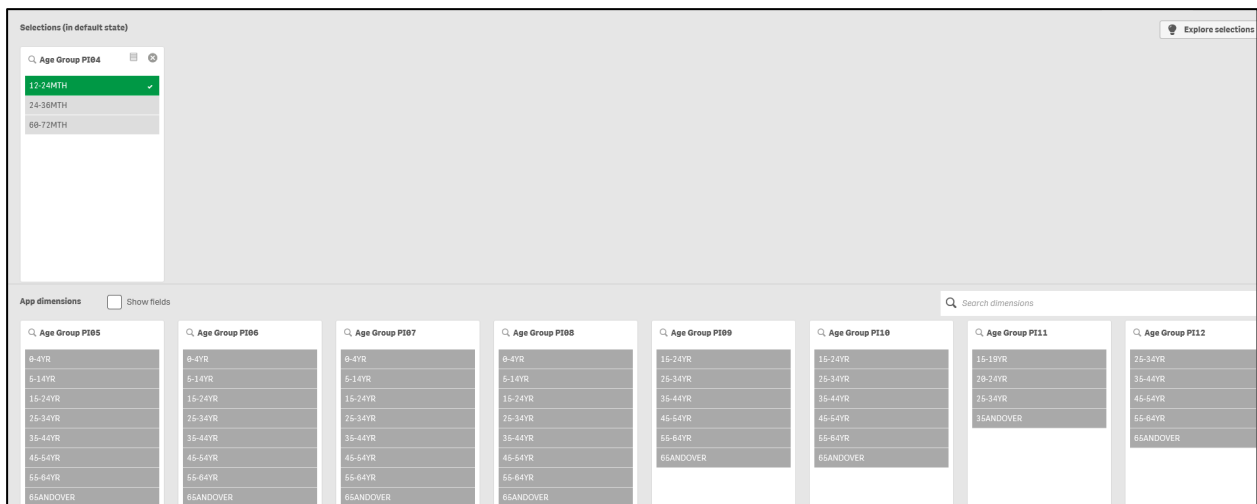 Selections (in default state)
Explore selections
Age Group PI04
12-24MTH
24-36MTH
60-72MTH
App dimensions
Show fields
Search dimensions
Age Group PI05
0-4YR
5-14YR
15-24YR
25-34YR
35-44YR
45-54YR
55-64YR
65ANDOVER
Age Group PI06
0-4YR
5-14YR
15-24YR
25-34YR
35-44YR
45-54YR
55-64YR
65ANDOVER
Age Group PI07
0-4YR
5-14YR
15-24YR
25-34YR
35-44YR
45-54YR
55-64YR
65ANDOVER
Age Group PI08
0-4YR
5-14YR
15-24YR
25-34YR
35-44YR
45-54YR
55-64YR
65ANDOVER
Age Group PI09
15-24YR
25-34YR
35-44YR
45-54YR
55-64YR
65ANDOVER
Age Group PI10
15-24YR
25-34YR
35-44YR
45-54YR
55-64YR
65ANDOVER
Age Group PI11
15-19YR
20-24YR
25-34YR
35ANDOVER
Age Group PI12
25-34YR
35-44YR
45-54YR
55-64YR
65ANDOVER